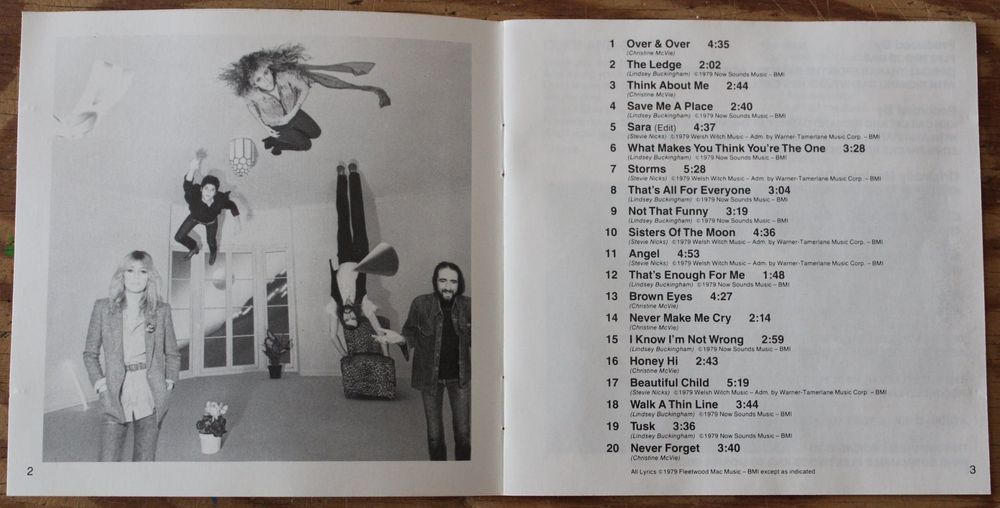 1 Over & Over 4:35
(Christine McVie)
2 The Ledge 2:02
(Lindsey Buckingham) ©1979 Now Sounds Music – BMI
3 Think About Me 2:44
(Christine McVie)
4 Save Me A Place 2:40
(Lindsey Buckingham) ©1979 Now Sounds Music – BMI
5 Sara (Edit) 4:37
(Stevie Nicks) ©1979 Welsh Witch Music – Adm. by Warner-Tamerlane Music Corp. – BMI
6 What Makes You Think You're The One 3:28
(Lindsey Buckingham) ©1979 Now Sounds Music – BMI
7 Storms 5:28
(Stevie Nicks) ©1979 Welsh Witch Music – Adm. by Warner-Tamerlane Music Corp. – BMI
8 That's All For Everyone 3:04
(Lindsey Buckingham) ©1979 Now Sounds Music – BMI
9 Not That Funny 3:19
(Lindsey Buckingham) ©1979 Now Sounds Music – BMI
10 Sisters Of The Moon 4:36
(Stevie Nicks) ©1979 Welsh Witch Music – Adm. by Warner-Tamerlane Music Corp. – BMI
11 Angel 4:53
(Stevie Nicks) ©1979 Welsh Witch Music – Adm. by Warner-Tamerlane Music Corp. – BMI
12 That's Enough For Me 1:48
(Lindsey Buckingham) ©1979 Now Sounds Music – BMI
13 Brown Eyes 4:27
(Christine McVie)
14 Never Make Me Cry 2:14
(Christine McVie)
15 I Know I'm Not Wrong 2:59
(Lindsey Buckingham) ©1979 Now Sounds Music – BMI
16 Honey Hi 2:43
(Christine McVie)
17 Beautiful Child 5:19
(Stevie Nicks) ©1979 Welsh Witch Music – Adm. by Warner-Tamerlane Music Corp. – BMI
18 Walk A Thin Line 3:44
(Lindsey Buckingham) ©1979 Now Sounds Music – BMI
19 Tusk 3:36
(Lindsey Buckingham) ©1979 Now Sounds Music – BMI
20 Never Forget 3:40
(Christine McVie)
All Lyrics ©1979 Fleetwood Mac Music – BMI except as indicated
2
3